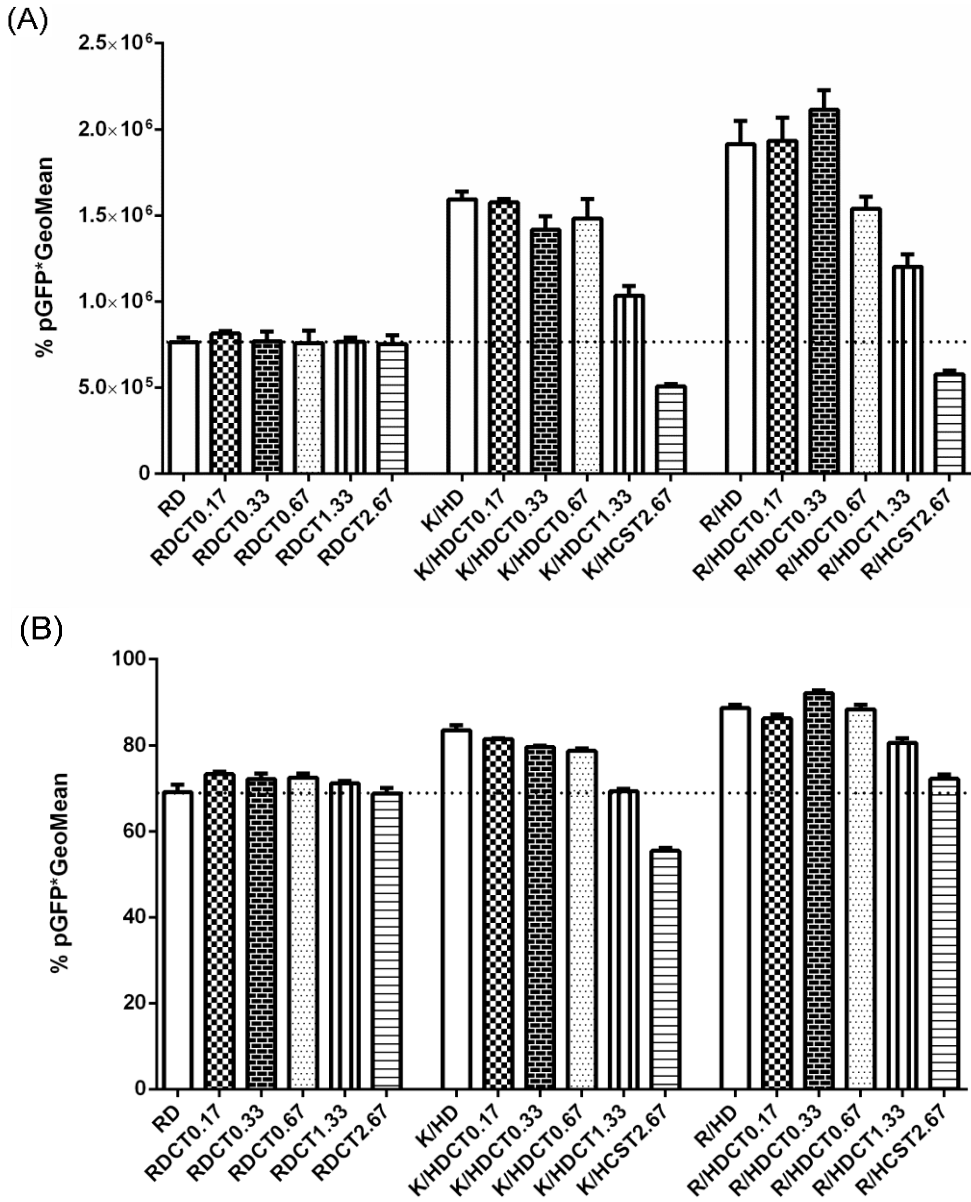 (A)
% pGFP*GeoMean
2.5× 10⁶
2.0× 10⁶
1.5× 10⁶
1.0× 10⁶
5.0× 10⁵
0
RD
RDCT0.17
RDCT0.33
RDCT0.67
RDCT1.33
RDCT2.67
K/HD
K/HDCT0.17
K/HDCT0.33
K/HDCT0.67
K/HDCT1.33
K/HCST2.67
R/HD
R/HDCT0.17
R/HDCT0.33
R/HDCT0.67
R/HDCT1.33
R/HCST2.67
(B)
% pGFP*GeoMean
100
80
60
40
20
0
RD
RDCT0.17
RDCT0.33
RDCT0.67
RDCT1.33
RDCT2.67
K/HD
K/HDCT0.17
K/HDCT0.33
K/HDCT0.67
K/HDCT1.33
K/HCST2.67
R/HD
R/HDCT0.17
R/HDCT0.33
R/HDCT0.67
R/HDCT1.33
R/HCST2.67